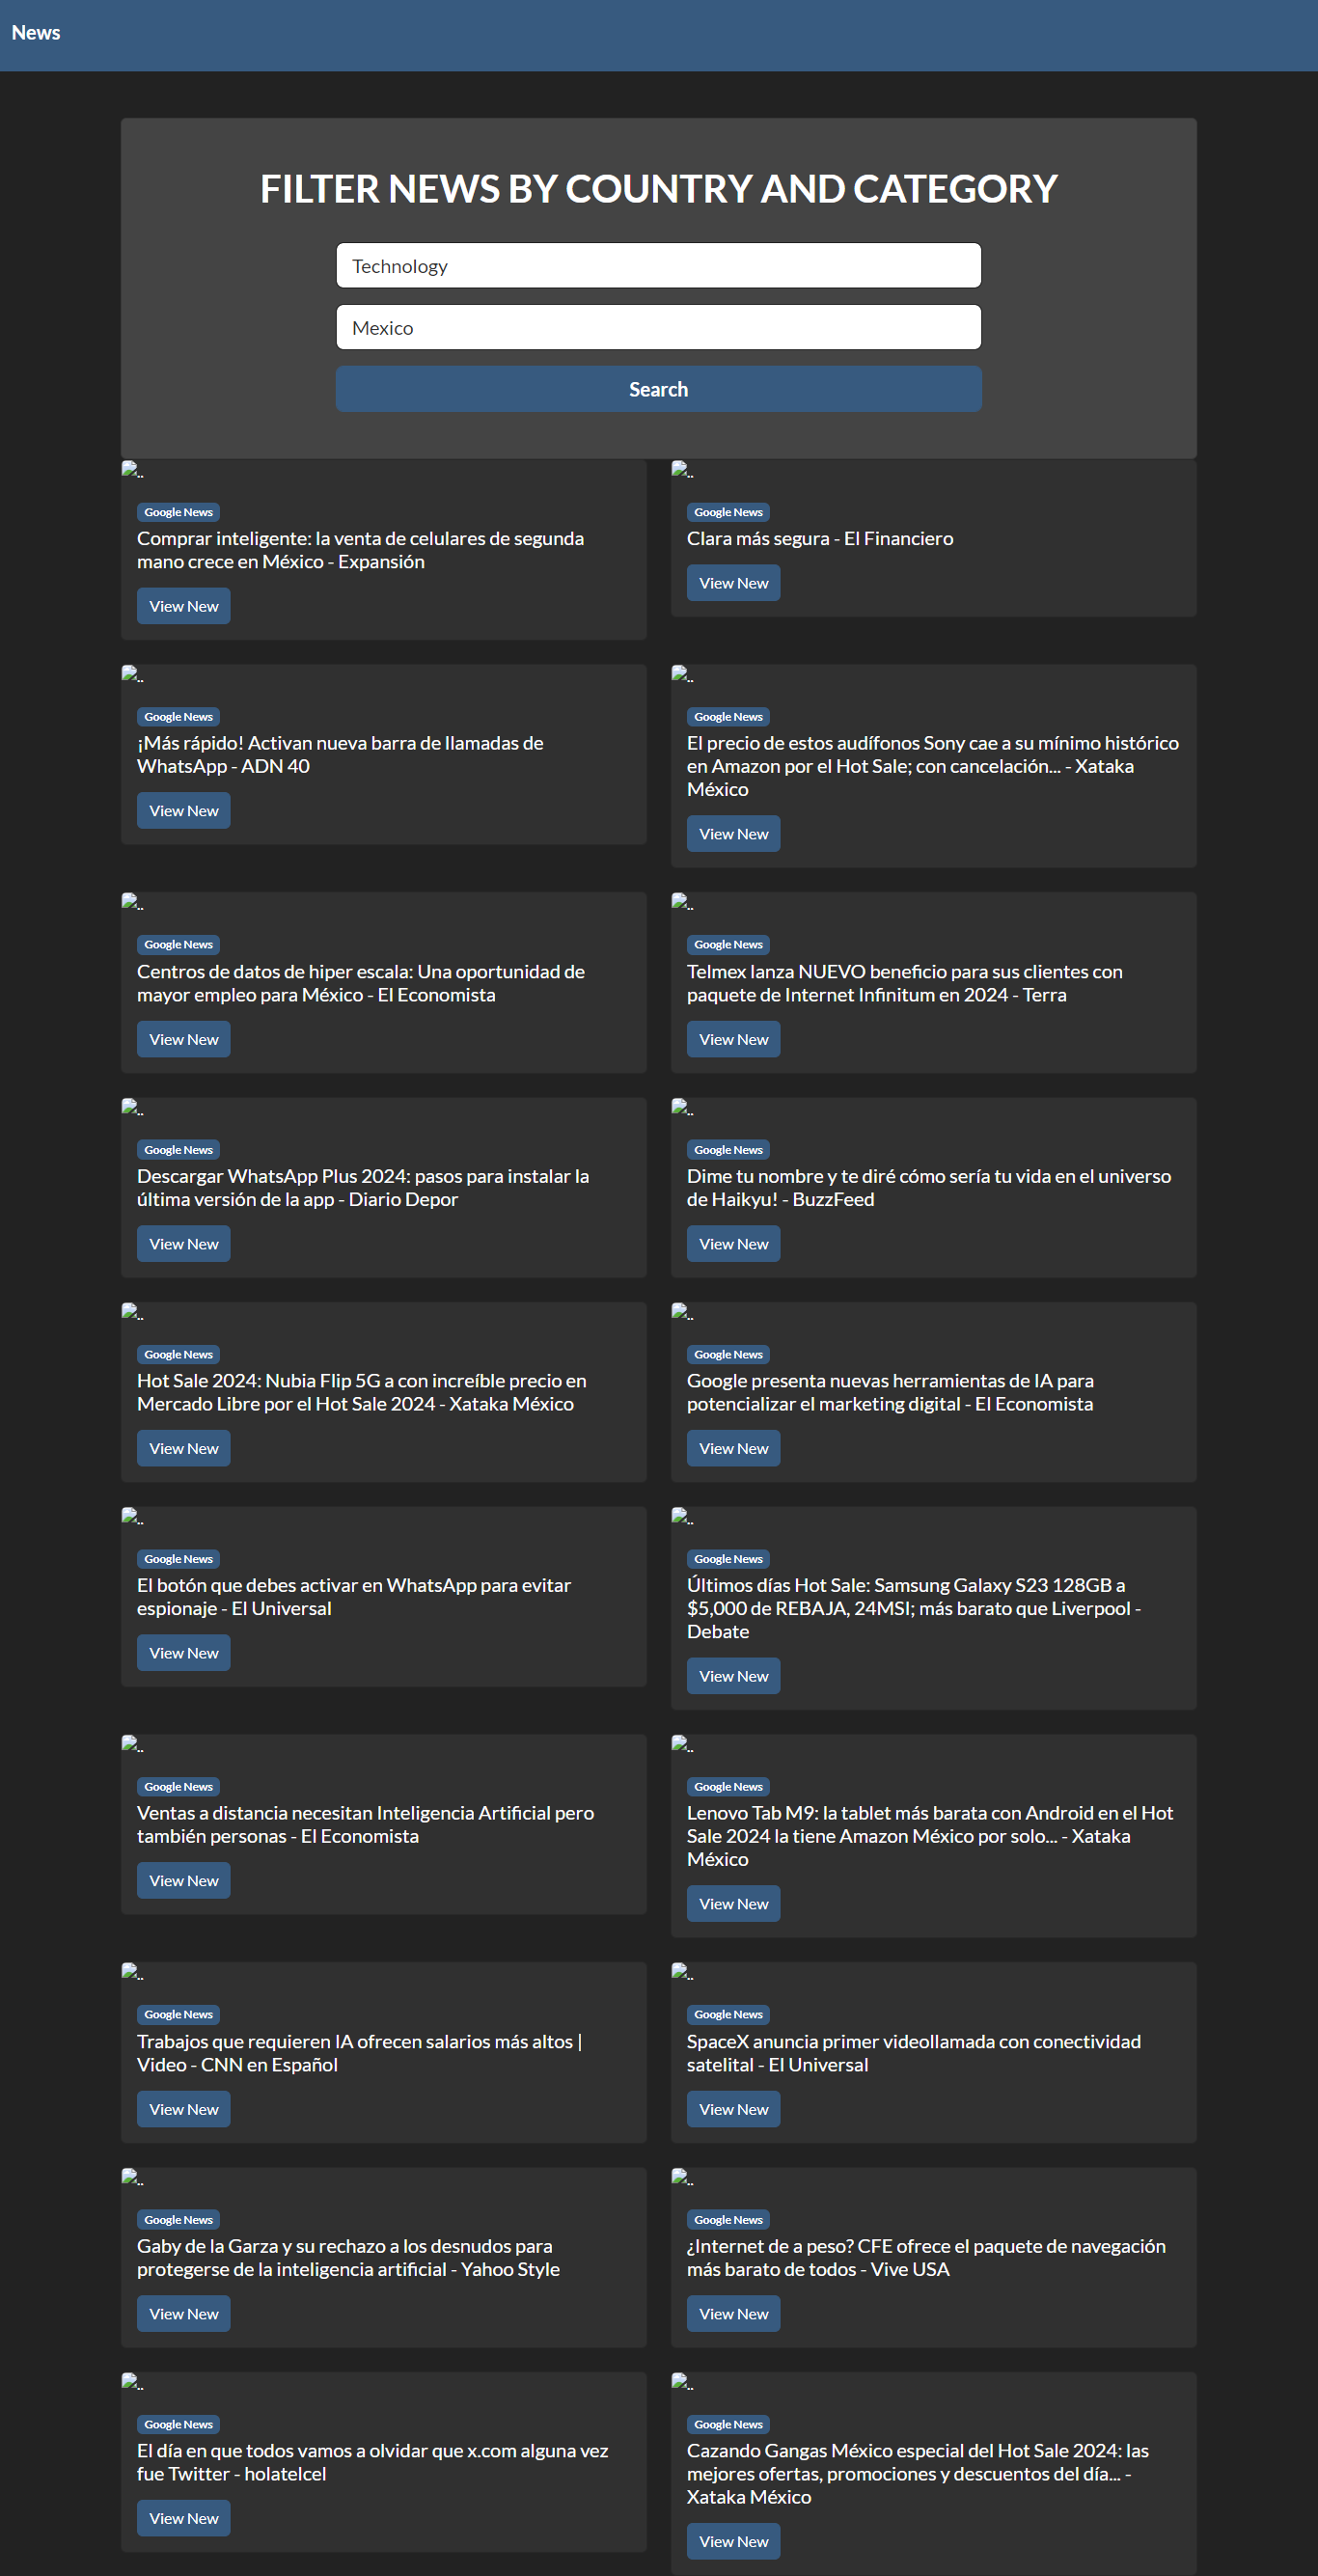 News
FILTER NEWS BY COUNTRY AND CATEGORY
Technology
Mexico
Search
..
Google News
Comprar inteligente: la venta de celulares de segunda
mano crece en México - Expansión
View New
..
Google News
Clara más segura - El Financiero
View New
..
Google News
¡Más rápido! Activan nueva barra de llamadas de
WhatsApp - ADN 40
View New
..
Google News
El precio de estos audífonos Sony cae a su mínimo histórico
en Amazon por el Hot Sale; con cancelación... - Xataka
México
View New
..
Google News
Centros de datos de hiper escala: Una oportunidad de
mayor empleo para México - El Economista
View New
..
Google News
Telmex lanza NUEVO beneficio para sus clientes con
paquete de Internet Infinitum en 2024 - Terra
View New
..
Google News
Descargar WhatsApp Plus 2024: pasos para instalar la
última versión de la app - Diario Depor
View New
..
Google News
Dime tu nombre y te diré cómo sería tu vida en el universo
de Haikyu! - BuzzFeed
View New
..
Google News
Hot Sale 2024: Nubia Flip 5G a con increíble precio en
Mercado Libre por el Hot Sale 2024 - Xataka México
View New
..
Google News
Google presenta nuevas herramientas de IA para
potencializar el marketing digital - El Economista
View New
..
Google News
El botón que debes activar en WhatsApp para evitar
espionaje - El Universal
View New
..
Google News
Últimos días Hot Sale: Samsung Galaxy S23 128GB a
$5,000 de REBAJA, 24MSI; más barato que Liverpool -
Debate
View New
..
Google News
Ventas a distancia necesitan Inteligencia Artificial pero
también personas - El Economista
View New
..
Google News
Lenovo Tab M9: la tablet más barata con Android en el Hot
Sale 2024 la tiene Amazon México por solo... - Xataka
México
View New
..
Google News
Trabajos que requieren IA ofrecen salarios más altos |
Video - CNN en Español
View New
..
Google News
SpaceX anuncia primer videollamada con conectividad
satelital - El Universal
View New
..
Google News
Gaby de la Garza y su rechazo a los desnudos para
protegerse de la inteligencia artificial - Yahoo Style
View New
..
Google News
¿Internet de a peso? CFE ofrece el paquete de navegación
más barato de todos - Vive USA
View New
..
Google News
El día en que todos vamos a olvidar que x.com alguna vez
fue Twitter - holatelcel
View New
..
Google News
Cazando Gangas México especial del Hot Sale 2024: las
mejores ofertas, promociones y descuentos del día... -
Xataka México
View New